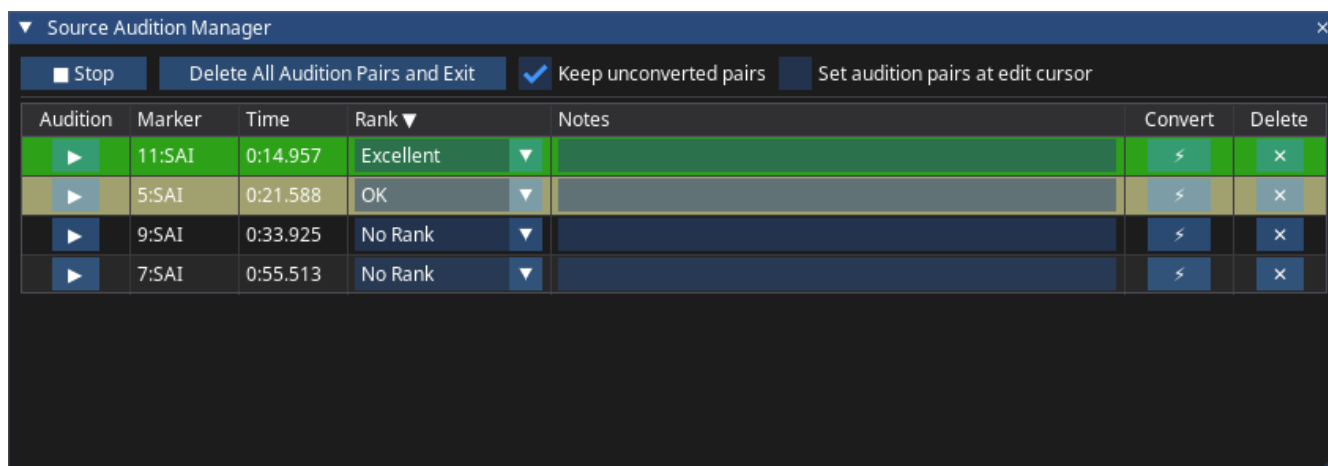 ▼ Source Audition Manager ×
■ Stop Delete All Audition Pairs and Exit ✓ Keep unconverted pairs Set audition pairs at edit cursor
Audition Marker Time Rank▼ Notes Convert Delete
▶ 11:SAI 0:14.957 Excellent ▼ ⚡ ×
▶ 5:SAI 0:21.588 OK ▼ ⚡ ×
▶ 9:SAI 0:33.925 No Rank ▼ ⚡ ×
▶ 7:SAI 0:55.513 No Rank ▼ ⚡ ×